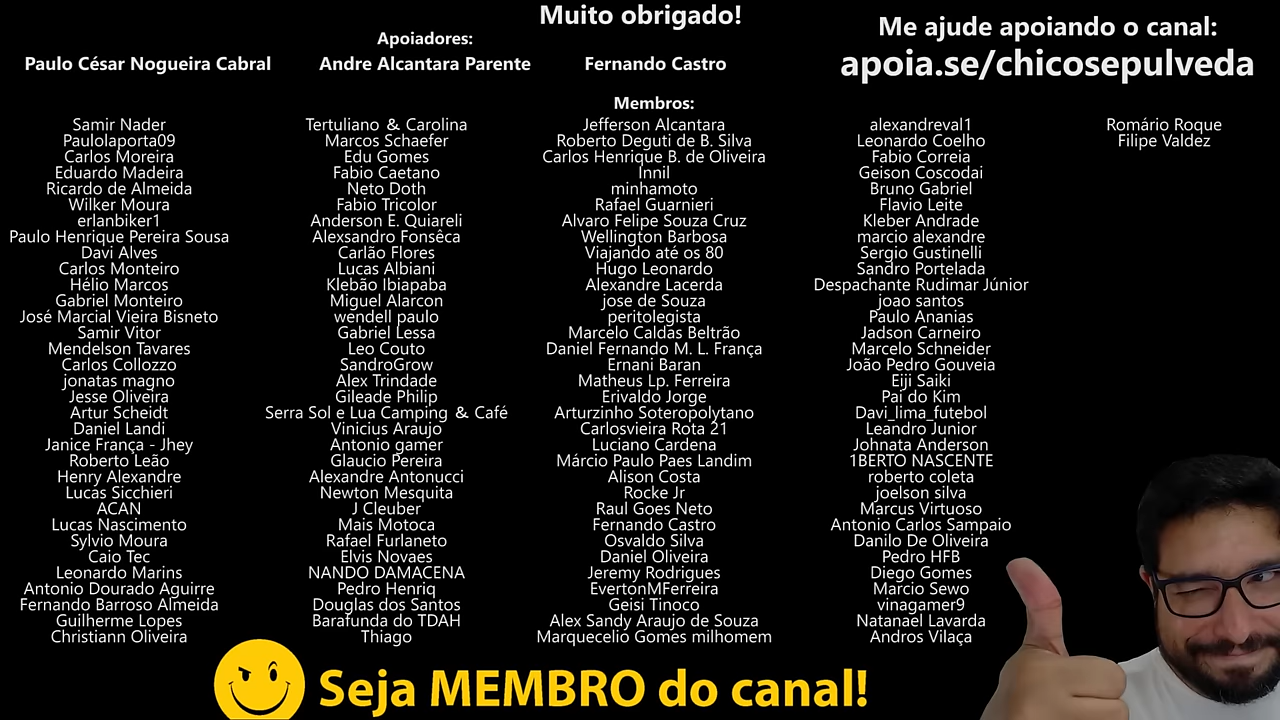 Muito obrigado!
Me ajude apoiando o canal:
apoia.se/chicosepulveda
Apoiadores:
Paulo César Nogueira Cabral
Andre Alcantara Parente
Fernando Castro
Membros:
Samir Nader
Paulolaporta09
Carlos Moreira
Eduardo Madeira
Ricardo de Almeida
Wilker Moura
erlanbiker1
Paulo Henrique Pereira Sousa
Davi Alves
Carlos Monteiro
Hélio Marcos
Gabriel Monteiro
José Marcial Vieira Bisneto
Samir Vitor
Mendelson Tavares
Carlos Collozzo
jonatas magno
Jesse Oliveira
Artur Scheidt
Daniel Landi
Janice França - Jhey
Roberto Leão
Henry Alexandre
Lucas Sicchieri
ACAN
Lucas Nascimento
Sylvio Moura
Caio Tec
Leonardo Marins
Antonio Dourado Aguirre
Fernando Barroso Almeida
Guilherme Lopes
Christiann Oliveira
Tertuliano & Carolina
Marcos Schaefer
Edu Gomes
Fabio Caetano
Neto Doth
Fabio Tricolor
Anderson E. Quiareli
Alexsandro Fonsêca
Carlão Flores
Lucas Albiani
Klebão Ibiapaba
Miguel Alarcon
wendell paulo
Gabriel Lessa
Leo Couto
SandroGrow
Alex Trindade
Gileade Philip
Serra Sol e Lua Camping & Café
Vinicius Araujo
Antonio gamer
Glaucio Pereira
Alexandre Antonucci
Newton Mesquita
J Cleuber
Mais Motoca
Rafael Furlaneto
Elvis Novaes
NANDO DAMACENA
Pedro Henriq
Douglas dos Santos
Barafunda do TDAH
Thiago
Jefferson Alcantara
Roberto Deguti de B. Silva
Carlos Henrique B. de Oliveira
Innil
minhamoto
Rafael Guarnieri
Alvaro Felipe Souza Cruz
Wellington Barbosa
Viajando até os 80
Hugo Leonardo
Alexandre Lacerda
jose de Souza
peritolegista
Marcelo Caldas Beltrão
Daniel Fernando M. L. França
Ernani Baran
Matheus Lp. Ferreira
Erivaldo Jorge
Arturzinho Soteropolytano
Carlosvieira Rota 21
Luciano Cardena
Márcio Paulo Paes Landim
Alison Costa
Rocke Jr
Raul Goes Neto
Fernando Castro
Osvaldo Silva
Daniel Oliveira
Jeremy Rodrigues
EvertonMFerreira
Geisi Tinoco
Alex Sandy Araujo de Souza
Marquecelio Gomes milhomem
alexandreval1
Leonardo Coelho
Fabio Correia
Geison Coscodai
Bruno Gabriel
Flavio Leite
Kleber Andrade
marcio alexandre
Sergio Gustinelli
Sandro Portelada
Despachante Rudimar Júnior
joao santos
Paulo Ananias
Jadson Carneiro
Marcelo Schneider
João Pedro Gouveia
Eiji Saiki
Pai do Kim
Davi_lima_futebol
Leandro Junior
Johnata Anderson
1BERTO NASCENTE
roberto coleta
joelson silva
Marcus Virtuoso
Antonio Carlos Sampaio
Danilo De Oliveira
Pedro HFB
Diego Gomes
Marcio Sewo
vinagamer9
Natanael Lavarda
Andros Vilaça
Romário Roque
Filipe Valdez
Seja MEMBRO do canal!